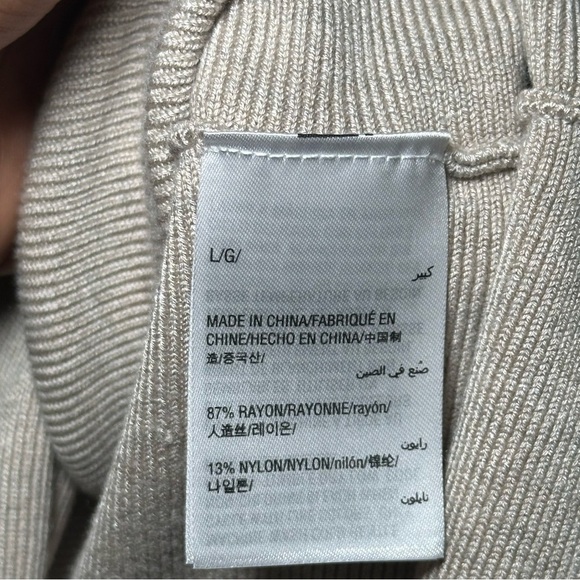 L/G/
كبير
MADE IN CHINA/FABRIQUÉ EN
CHINE/HECHO EN CHINA/中国制
造/중국산/
صُنع في الصين
87% RAYON/RAYONNE/rayón/
人造丝/레이온/
رايون
13% NYLON/NYLON/nilón/锦纶/
나일론/
نايلون